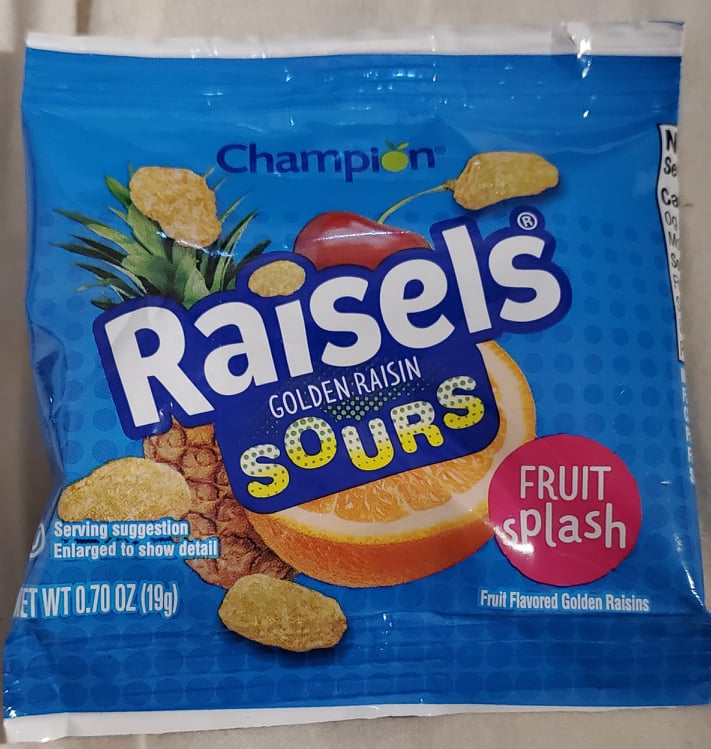 Champion®
Raisels®
GOLDEN RAISIN
SOURS
FRUIT
splash
Serving suggestion
Enlarged to show detail
NET WT 0.70 OZ (19g)
Fruit Flavored Golden Raisins